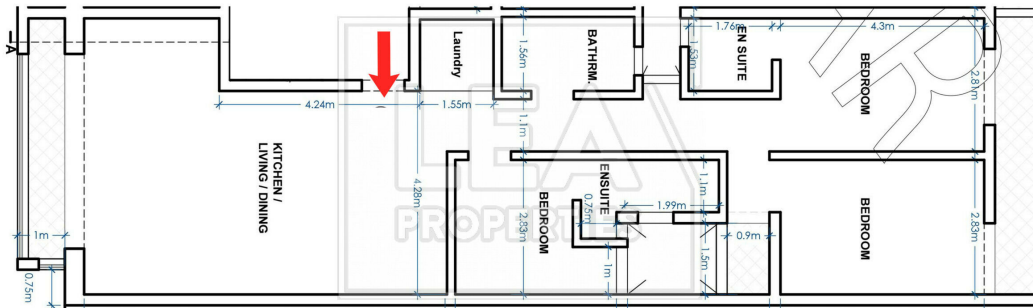 A
1.76m
4.3m
Laundry
1.56m
BATHRM.
1.53m
EN SUITE
BEDROOM
2.81m
R
4.24m
1.55m
1.1m
LEA
PROPERTIES
KITCHEN /
LIVING / DINING
4.28m
BEDROOM
2.83m
ENSUITE
0.75m
1.99m
1.1m
BEDROOM
2.83m
1m
0.9m
1.5m
1m
0.75m